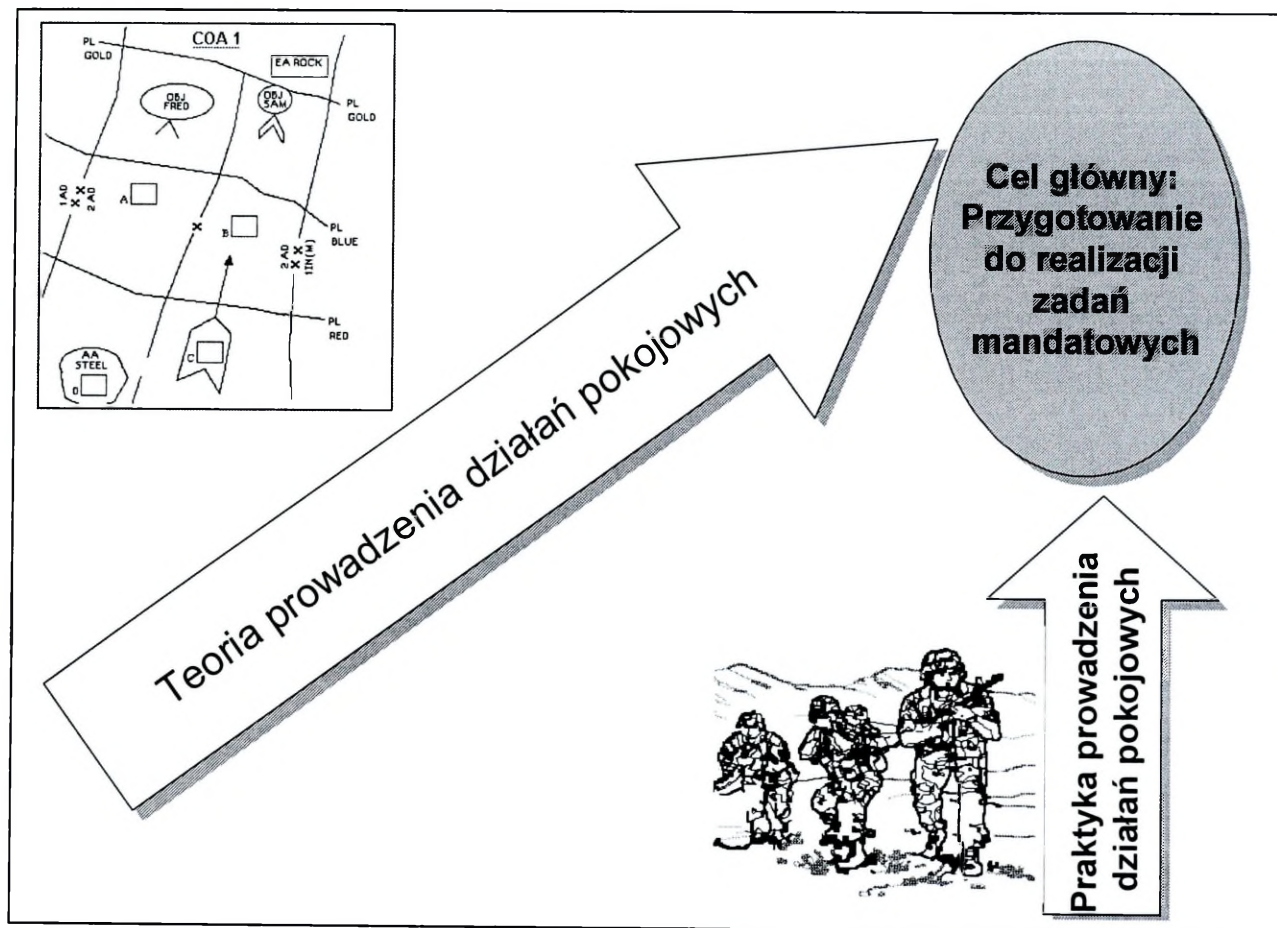 COA 1
PL
GOLD
EA ROCK
OBJ
FRED
OBJ
SAM
PL
GOLD
1 AD
2 AD
A
B
PL
BLUE
2 AD
1IN(M)
PL
RED
AA
STEEL
D
C
Teoria prowadzenia działań pokojowych
Cel główny:
Przygotowanie
do realizacji
zadań
mandatowych
Praktyka prowadzenia
działań pokojowych